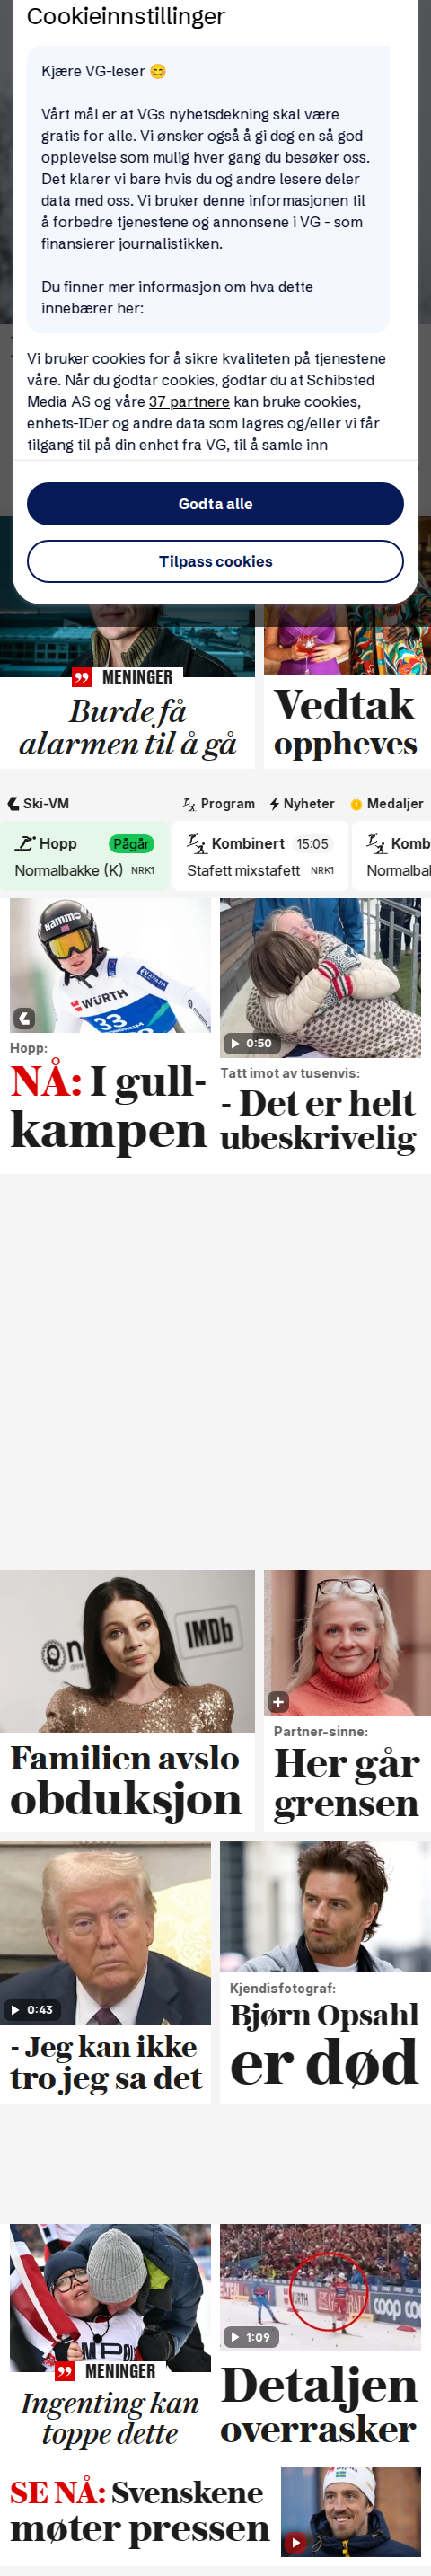 Cookieinnstillinger
Kjære VG-leser 😊
Vårt mål er at VGs nyhetsdekning skal være
gratis for alle. Vi ønsker også å gi deg en så god
opplevelse som mulig hver gang du besøker oss.
Det klarer vi bare hvis du og andre lesere deler
data med oss. Vi bruker denne informasjonen til
å forbedre tjenestene og annonsene i VG - som
finansierer journalistikken.
Du finner mer informasjon om hva dette
innebærer her:
Vi bruker cookies for å sikre kvaliteten på tjenestene
våre. Når du godtar cookies, godtar du at Schibsted
Media AS og våre 37 partnere kan bruke cookies,
enhets-IDer og andre data som lagres og/eller vi får
tilgang til på din enhet fra VG, til å samle inn
Godta alle
Tilpass cookies
MENINGER
Burde få
alarmen til å gå
Vedtak
oppheves
Ski-VM
Program
Nyheter
Medaljer
Hopp
Pågår
Normalbakke (K)
NRK1
Kombinert
15:05
Stafett mixstafett
NRK1
Komb
Normalbak
NAMMO
WÜRTH
33
0:50
Hopp:
NÅ: I gull-
kampen
Tatt imot av tusenvis:
- Det er helt
ubeskrivelig
IMDb
Familien avslo
obduksjon
Partner-sinne:
Her går
grensen
0:43
- Jeg kan ikke
tro jeg sa det
Kjendisfotograf:
Bjørn Opsahl
er død
MENINGER
Ingenting kan
toppe dette
coop
1:09
Detaljen
overrasker
SE NÅ: Svenskene
møter pressen